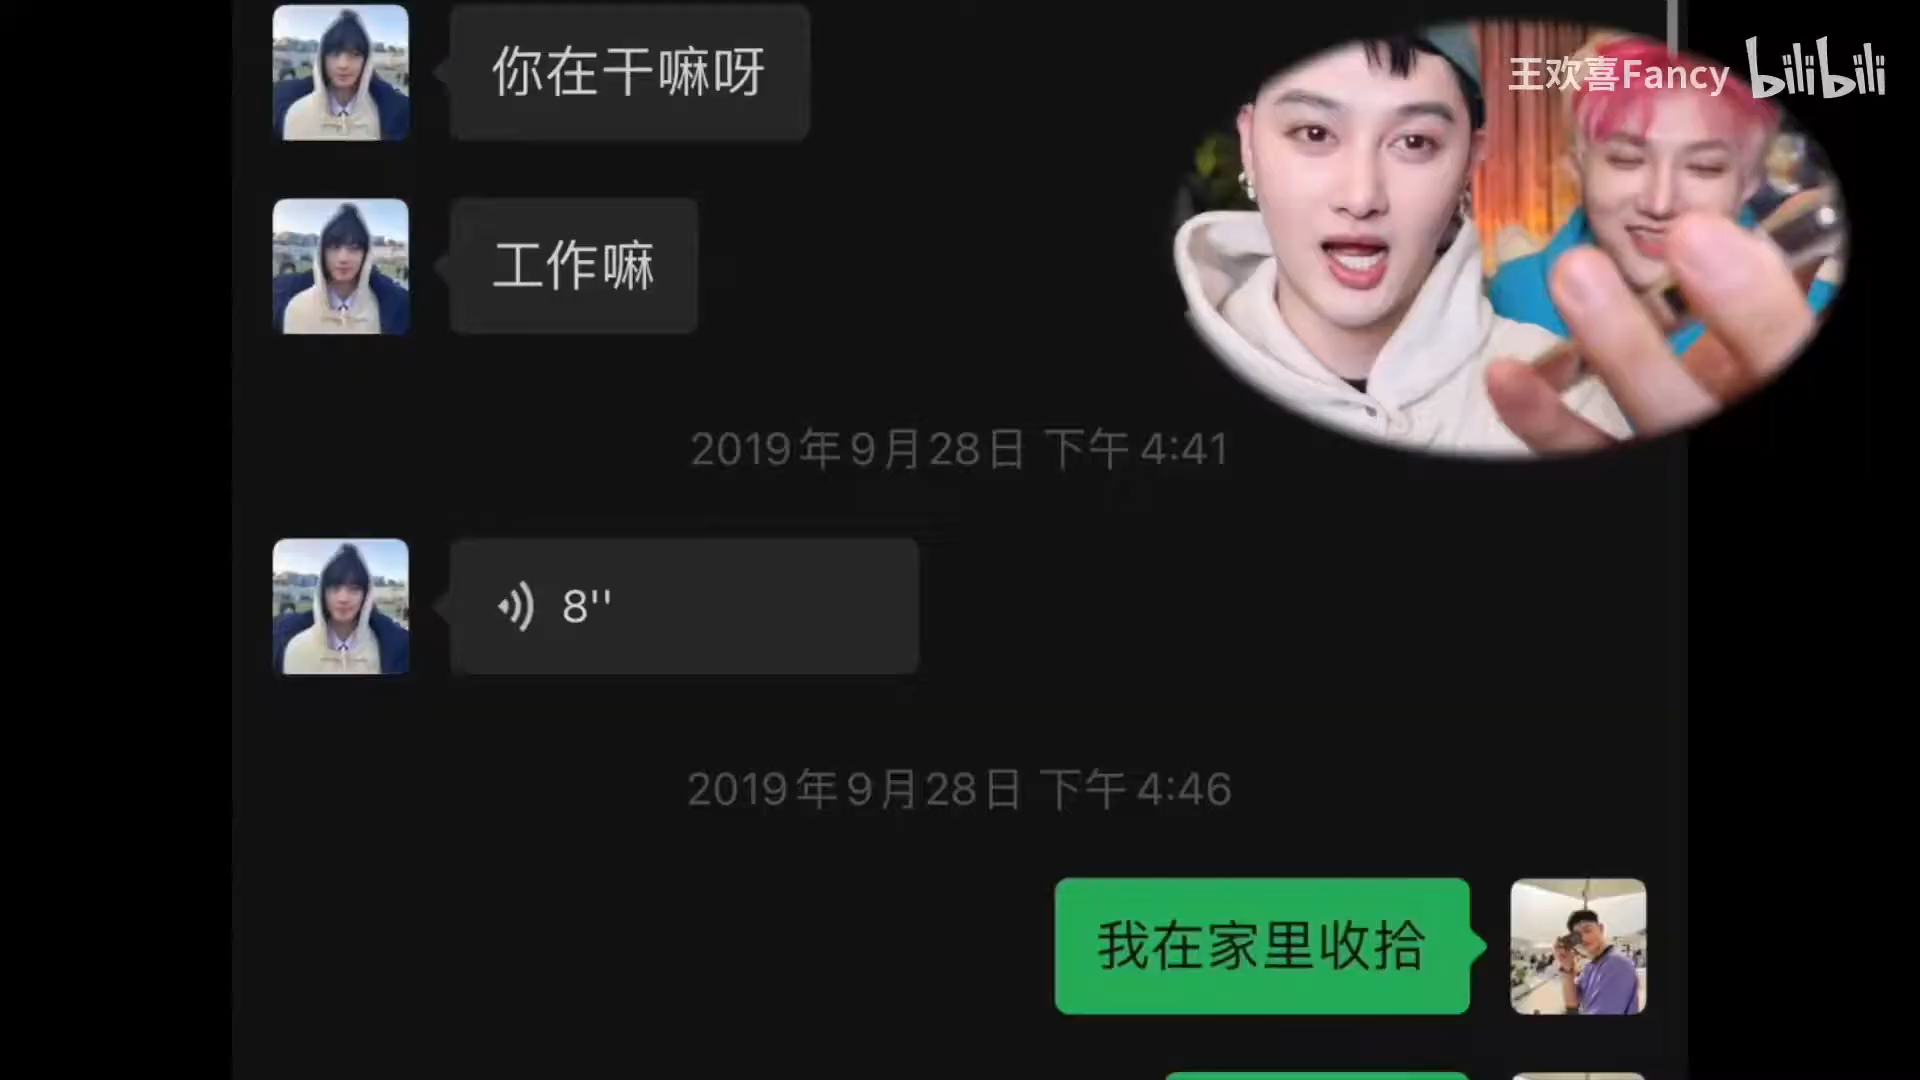 你在干嘛呀
王欢喜Fancy bilibili
工作嘛
2019年9月28日 下午4:41
8''
2019年9月28日 下午4:46
我在家里收拾